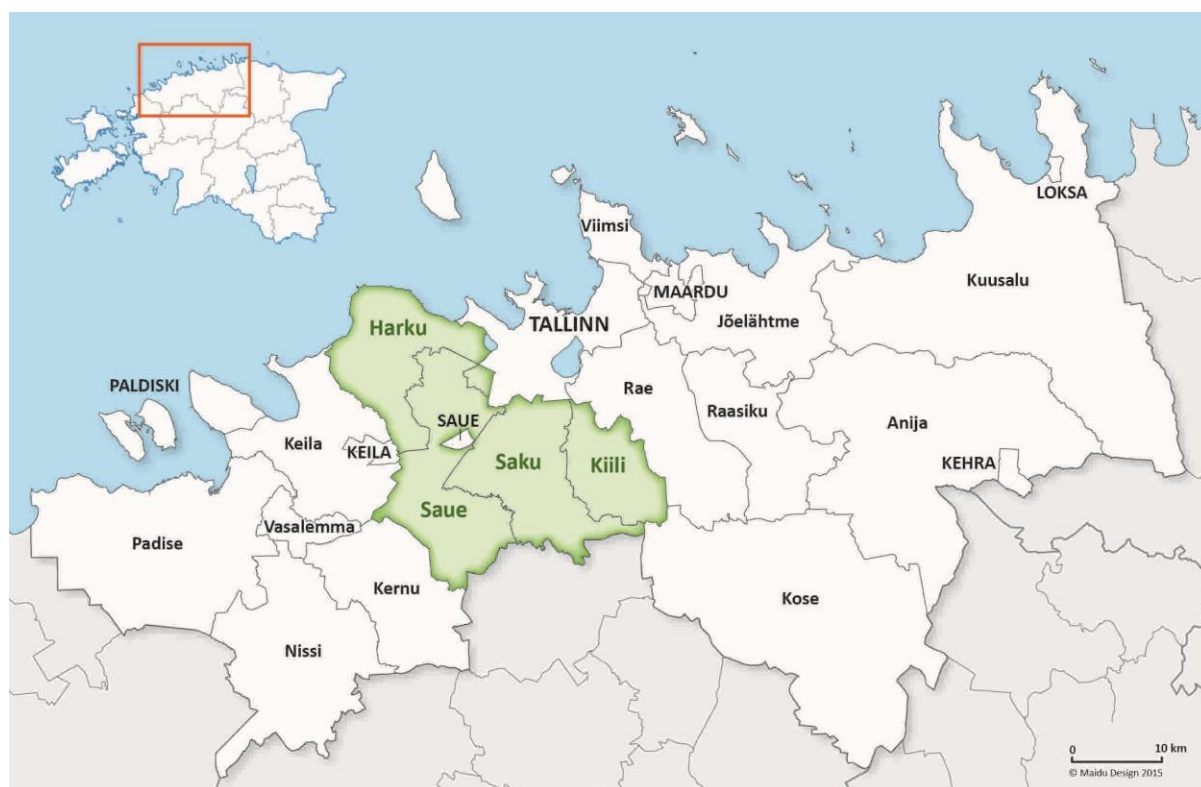 LOKSA
Viimsi
Kuusalu
MAARDU
Harku
TALLINN
Jõelähtme
PALDISKI
Rae
Raasiku
SAUE
Anija
Keila
KEILA
Saku
Kiili
KEHRA
Saue
Vasalemma
Padise
Kernu
Kose
Nissi
0 10 km
© Maidu Design 2015